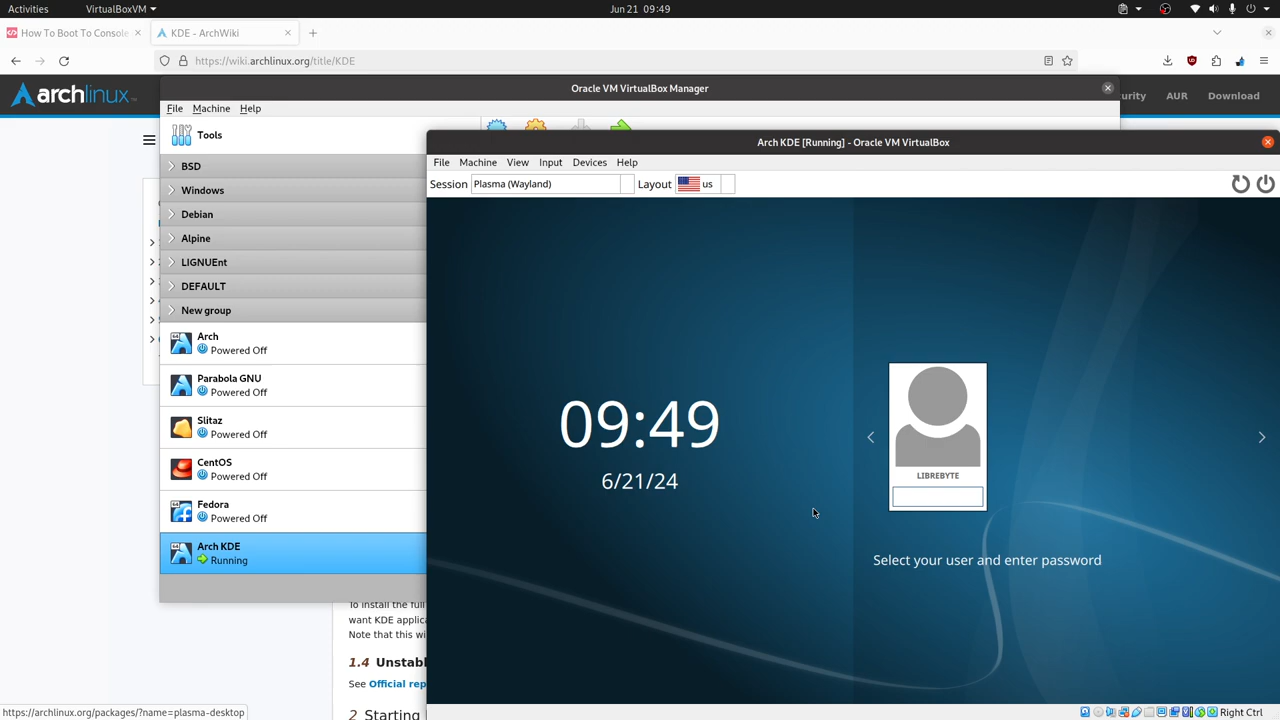 Activities VirtualBoxVM Jun 21 09:49
How To Boot To Console KDE - ArchWiki
https://wiki.archlinux.org/title/KDE
archlinux urity AUR Download
Oracle VM VirtualBox Manager
File Machine Help
Tools
BSD
Windows
Debian
Alpine
LIGNUEnt
DEFAULT
New group
Arch
Powered Off
Parabola GNU
Powered Off
Slitaz
Powered Off
CentOS
Powered Off
Fedora
Powered Off
Arch KDE
Running
Arch KDE [Running] - Oracle VM VirtualBox
File Machine View Input Devices Help
Session Plasma (Wayland) Layout us
09:49
6/21/24
LIBREBYTE
Select your user and enter password
To install the full
want KDE applica
Note that this wi
1.4 Unstabl
See Official rep
2 Starting
https://archlinux.org/packages/?name=plasma-desktop
Right Ctrl